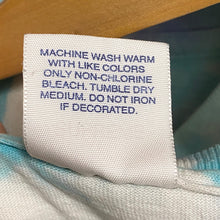 MACHINE WASH WARM
WITH LIKE COLORS
ONLY NON-CHLORINE
BLEACH. TUMBLE DRY
MEDIUM. DO NOT IRON
IF DECORATED.